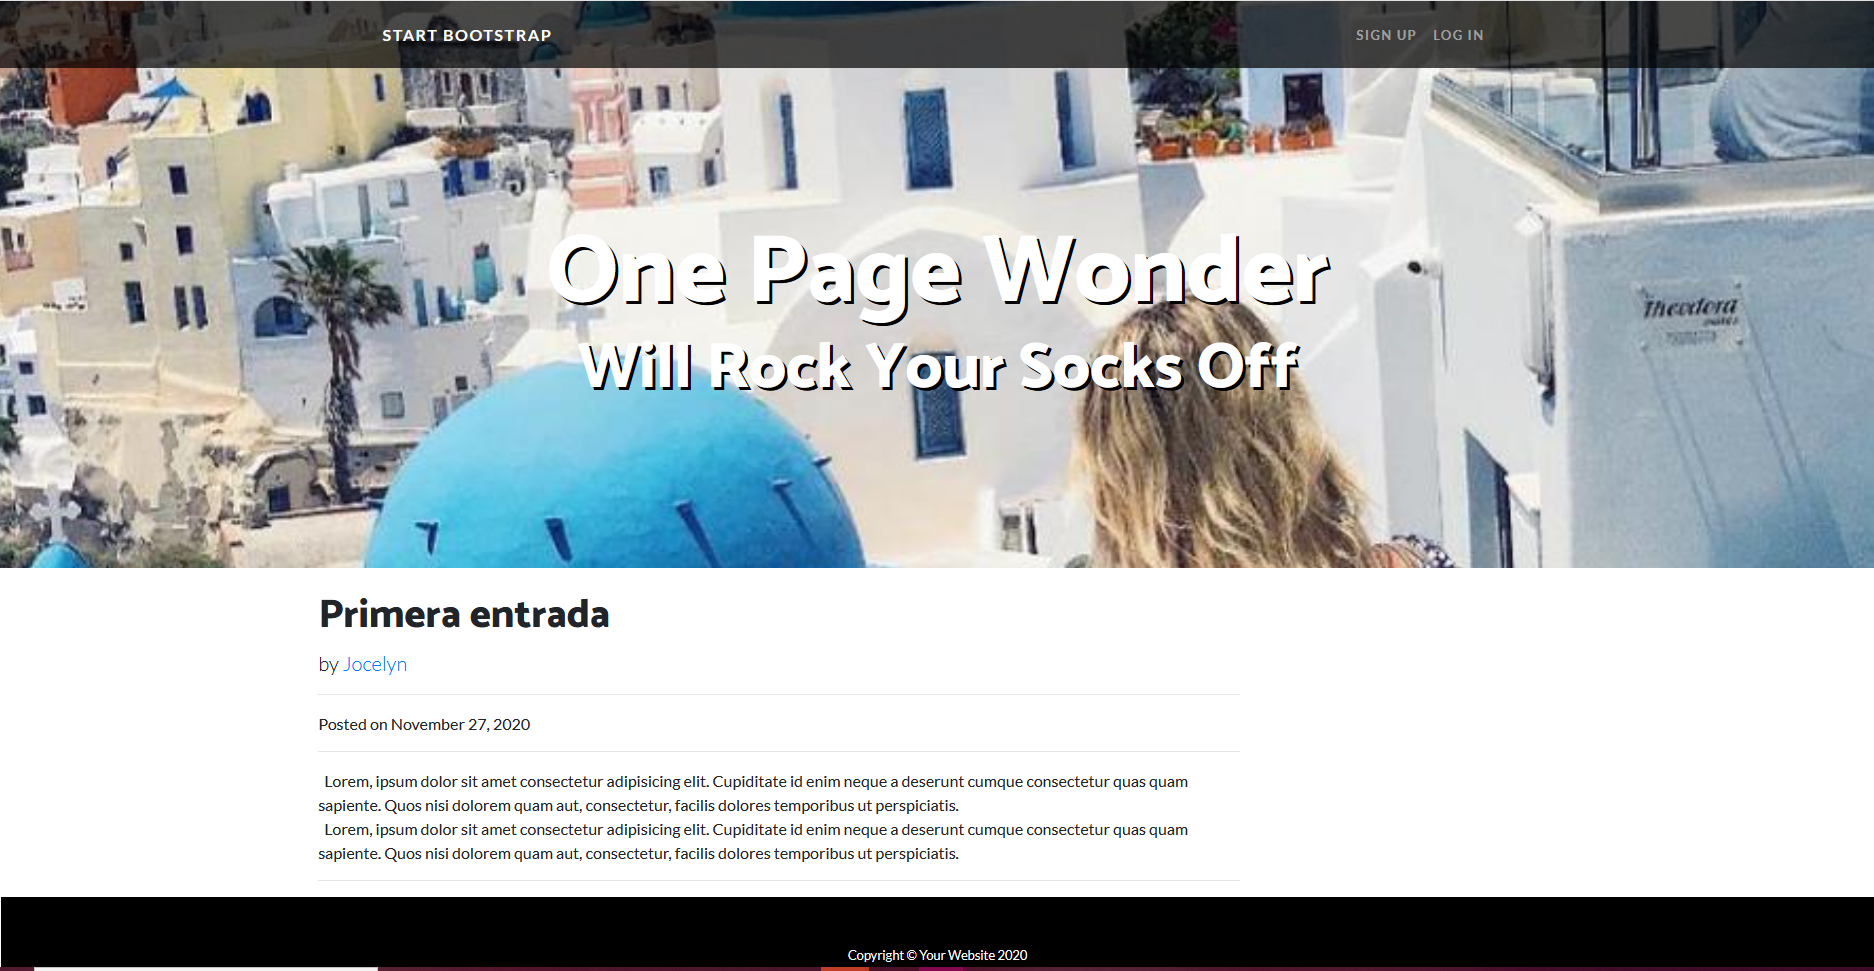 START BOOTSTRAP
SIGN UP LOG IN
One Page Wonder
Theodora
Will Rock Your Socks Off
Primera entrada
by Jocelyn
Posted on November 27, 2020
Lorem, ipsum dolor sit amet consectetur adipisicing elit. Cupiditate id enim neque a deserunt cumque consectetur quas quam
sapiente. Quos nisi dolorem quam aut, consectetur, facilis dolores temporibus ut perspiciatis.
Lorem, ipsum dolor sit amet consectetur adipisicing elit. Cupiditate id enim neque a deserunt cumque consectetur quas quam
sapiente. Quos nisi dolorem quam aut, consectetur, facilis dolores temporibus ut perspiciatis.
Copyright © Your Website 2020